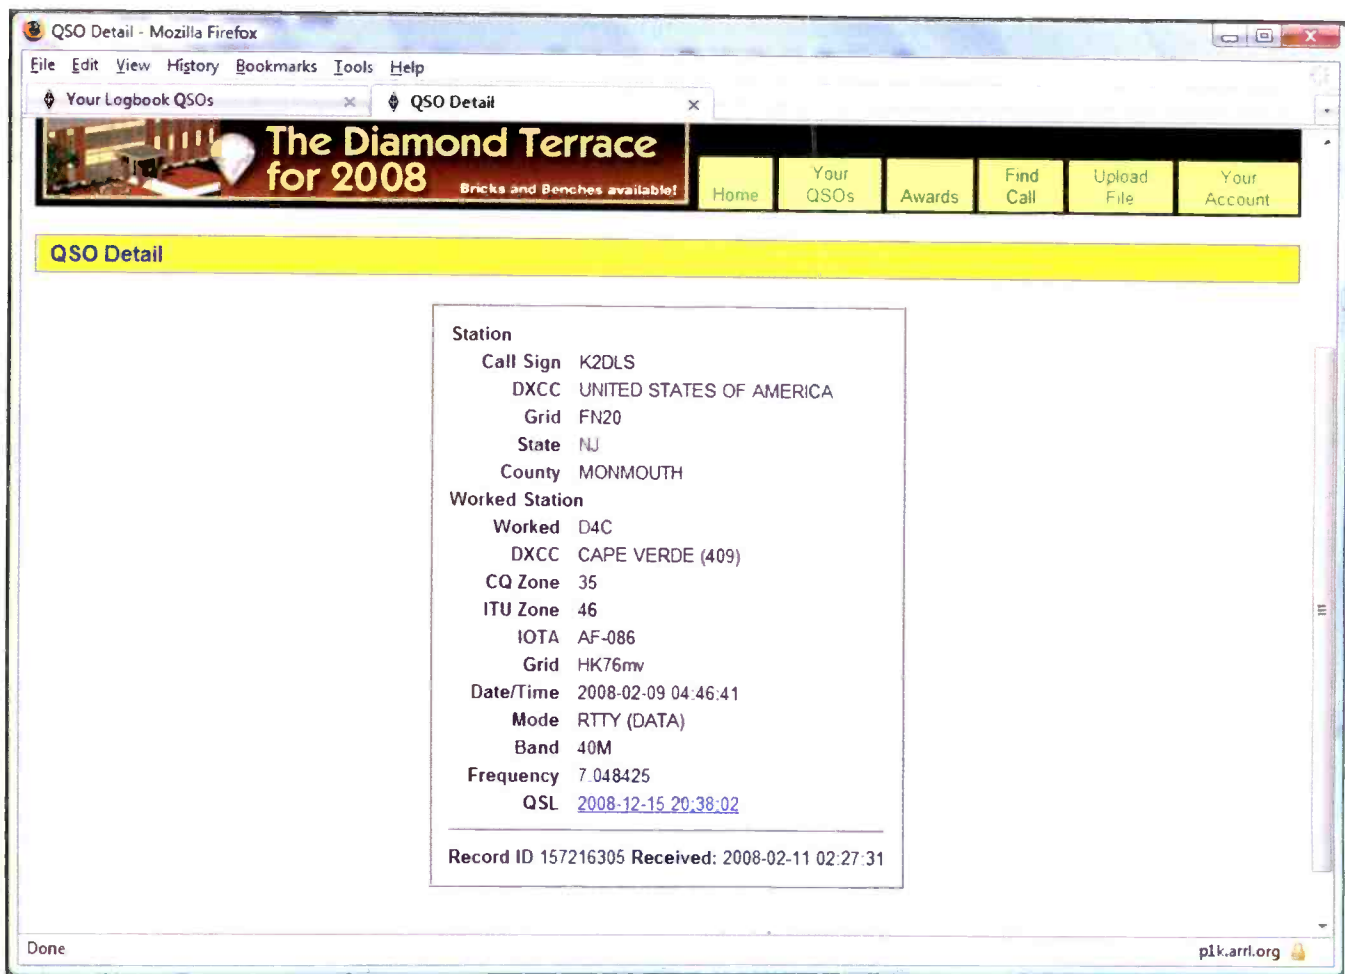 QSO Detail - Mozilla Firefox
File Edit View History Bookmarks Tools Help
Your Logbook QSOs
QSO Detail
The Diamond Terrace
for 2008 Bricks and Benches available!
Home
Your QSOs
Awards
Find Call
Upload File
Your Account
QSO Detail
Station
Call Sign K2DLS
DXCC UNITED STATES OF AMERICA
Grid FN20
State NJ
County MONMOUTH
Worked Station
Worked D4C
DXCC CAPE VERDE (409)
CQ Zone 35
ITU Zone 46
IOTA AF-086
Grid HK76mv
Date/Time 2008-02-09 04:46:41
Mode RTTY (DATA)
Band 40M
Frequency 7.048425
QSL 2008-12-15 20:38:02
Record ID 157216305 Received: 2008-02-11 02:27:31
Done
p1k.arrl.org